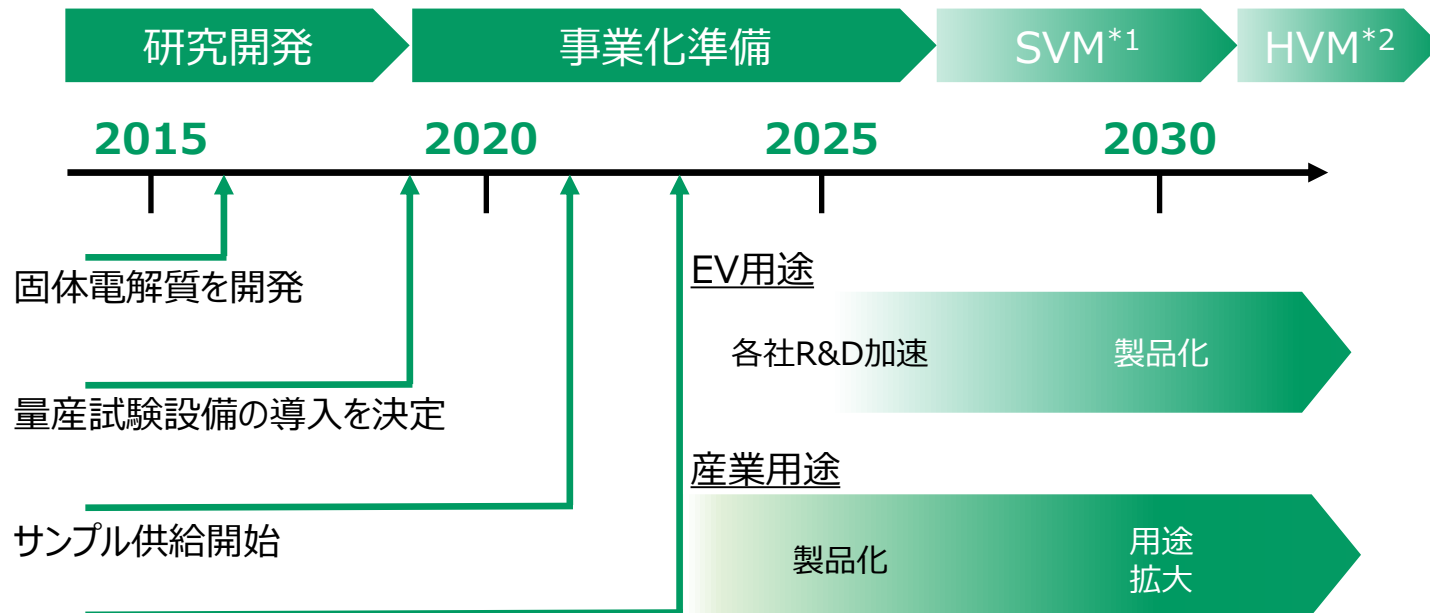 研究開発 事業化準備 SVM*1 HVM*2
2015 2020 2025 2030
固体電解質を開発
量産試験設備の導入を決定
サンプル供給開始
EV用途
各社R&D加速 製品化
産業用途
製品化 用途
拡大